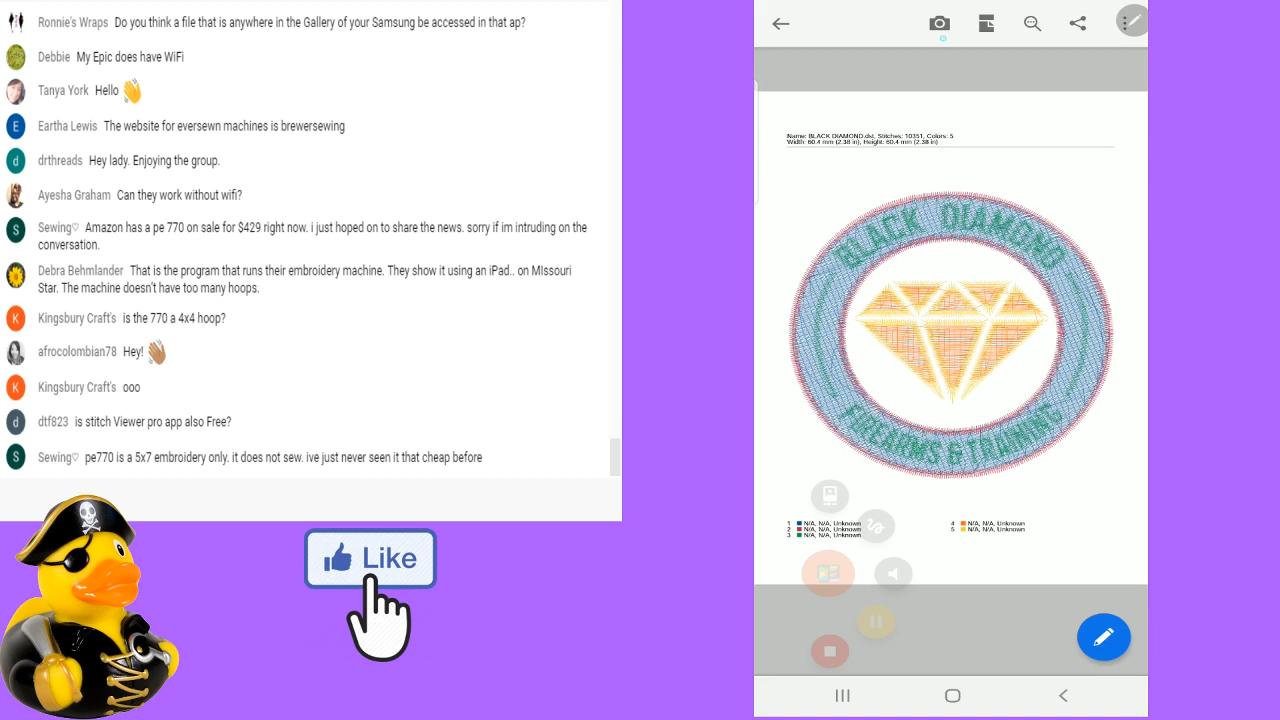 Ronnie's Wraps Do you think a file that is anywhere in the Gallery of your Samsung be accessed in that ap?
Debbie My Epic does have WiFi
Tanya York Hello 👋
E Eartha Lewis The website for eversewn machines is brewersewing
d drthreads Hey lady. Enjoying the group.
Ayesha Graham Can they work without wifi?
S Sewing♡ Amazon has a pe 770 on sale for $429 right now. i just hoped on to share the news. sorry if im intruding on the
conversation.
Debra Behmlander That is the program that runs their embroidery machine. They show it using an iPad.. on MIssouri
Star. The machine doesn't have too many hoops.
K Kingsbury Craft's is the 770 a 4x4 hoop?
afrocolombian78 Hey! 👋🏽
K Kingsbury Craft's ooo
d dtf823 is stitch Viewer pro app also Free?
S Sewing♡ pe770 is a 5x7 embroidery only. it does not sew. ive just never seen it that cheap before
Like
Name: BLACK DIAMOND.dst, Stitches: 10351, Colors: 5
Width: 60.4 mm (2.38 in), Height: 60.4 mm (2.38 in)
BLACK DIAMOND
& TRAINING
1 N/A, N/A, Unknown
2 N/A, N/A, Unknown
3 N/A, N/A, Unknown
4 N/A, N/A, Unknown
5 N/A, N/A, Unknown